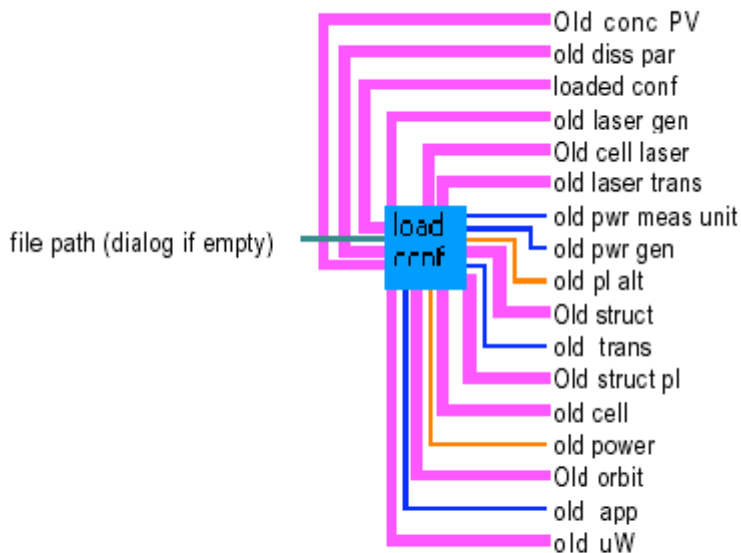 Old conc PV
old diss par
loaded conf
old laser gen
Old cell laser
old laser trans
load
conf
file path (dialog if empty)
old pwr meas unit
old pwr gen
old pl alt
Old struct
old trans
Old struct pl
old cell
old power
Old orbit
old app
old uW